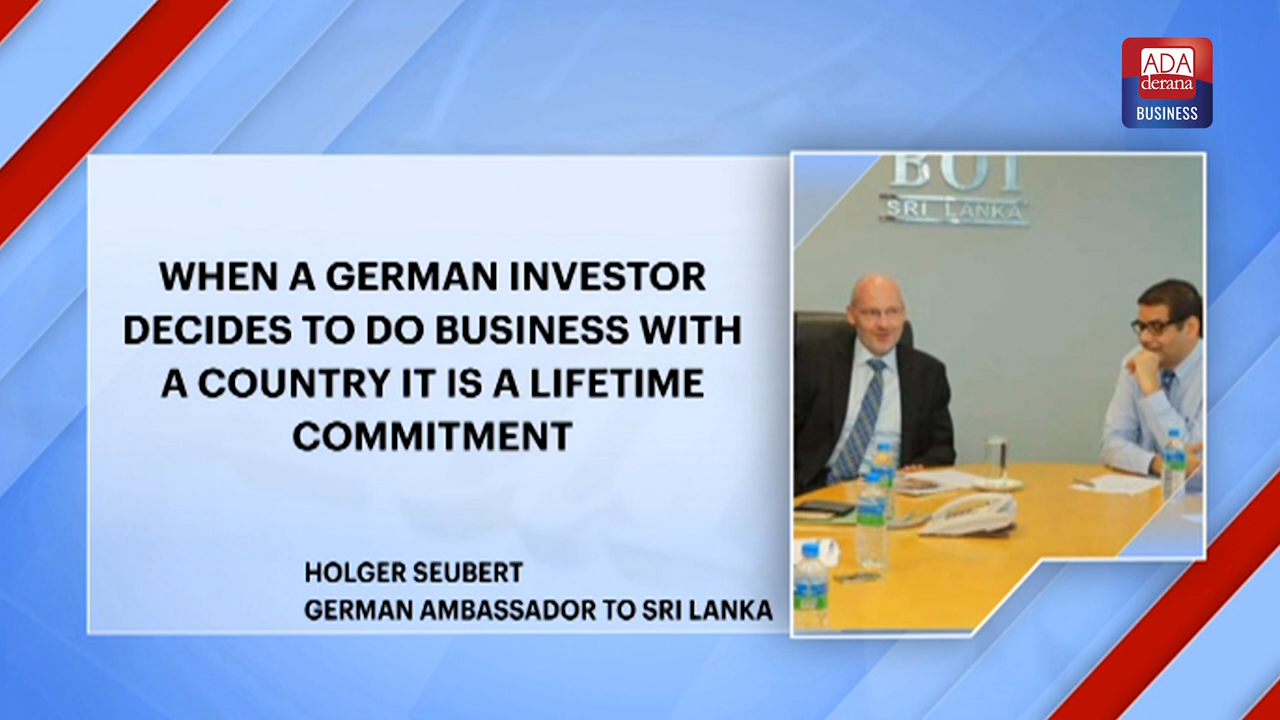 ADA
derana
BUSINESS
BOI
SRI LANKA
WHEN A GERMAN INVESTOR
DECIDES TO DO BUSINESS WITH
A COUNTRY IT IS A LIFETIME
COMMITMENT
HOLGER SEUBERT
GERMAN AMBASSADOR TO SRI LANKA